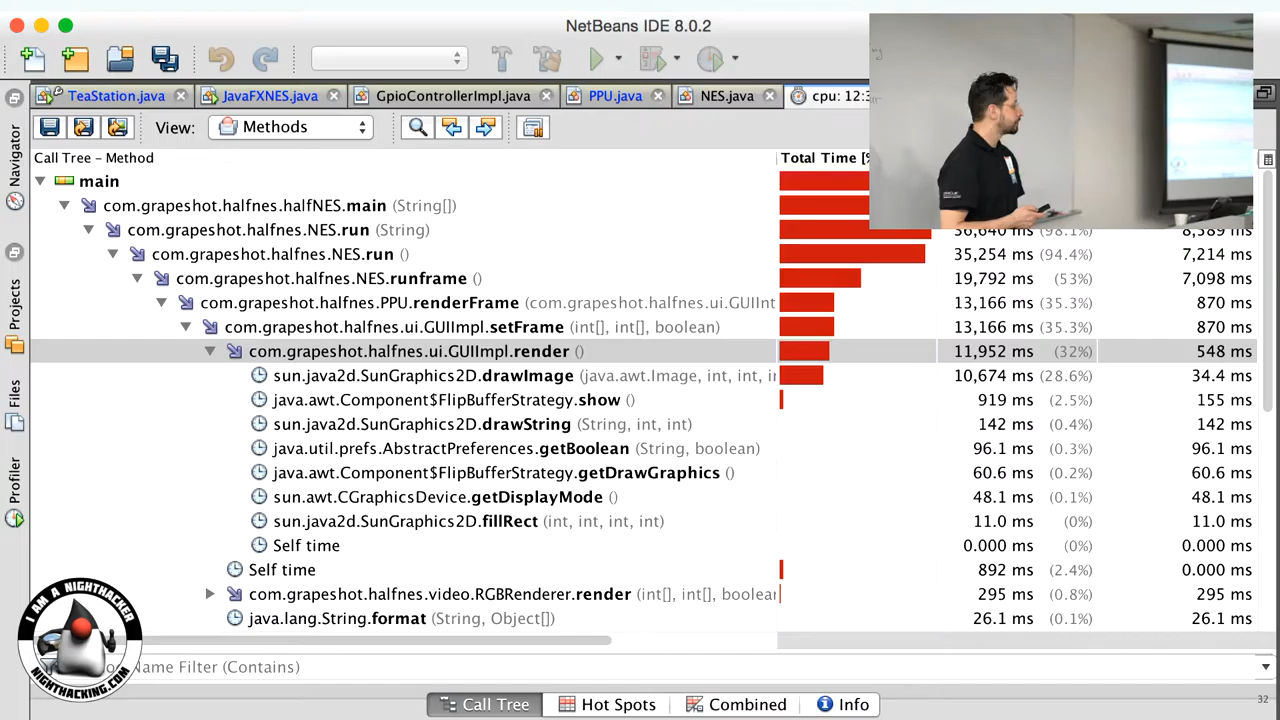 NetBeans IDE 8.0.2
TeaStation.java JavaFXNES.java GpioControllerImpl.java PPU.java NES.java cpu: 12:3
View: Methods
Navigator
Projects
Files
Profiler
Call Tree - Method Total Time [%
main
com.grapeshot.halfnes.halfNES.main (String[])
com.grapeshot.halfnes.NES.run (String) 36,640 ms (98.1%) 8,389 ms
com.grapeshot.halfnes.NES.run () 35,254 ms (94.4%) 7,214 ms
com.grapeshot.halfnes.NES.runframe () 19,792 ms (53%) 7,098 ms
com.grapeshot.halfnes.PPU.renderFrame (com.grapeshot.halfnes.ui.GUIInt 13,166 ms (35.3%) 870 ms
com.grapeshot.halfnes.ui.GUIImpl.setFrame (int[], int[], boolean) 13,166 ms (35.3%) 870 ms
com.grapeshot.halfnes.ui.GUIImpl.render () 11,952 ms (32%) 548 ms
sun.java2d.SunGraphics2D.drawImage (java.awt.Image, int, int, i 10,674 ms (28.6%) 34.4 ms
java.awt.Component$FlipBufferStrategy.show () 919 ms (2.5%) 155 ms
sun.java2d.SunGraphics2D.drawString (String, int, int) 142 ms (0.4%) 142 ms
java.util.prefs.AbstractPreferences.getBoolean (String, boolean) 96.1 ms (0.3%) 96.1 ms
java.awt.Component$FlipBufferStrategy.getDrawGraphics () 60.6 ms (0.2%) 60.6 ms
sun.awt.CGraphicsDevice.getDisplayMode () 48.1 ms (0.1%) 48.1 ms
sun.java2d.SunGraphics2D.fillRect (int, int, int, int) 11.0 ms (0%) 11.0 ms
Self time 0.000 ms (0%) 0.000 ms
Self time 892 ms (2.4%) 0.000 ms
com.grapeshot.halfnes.video.RGBRenderer.render (int[], int[], boolear 295 ms (0.8%) 295 ms
java.lang.String.format (String, Object[]) 26.1 ms (0.1%) 26.1 ms
I AM A NIGHTHACKER
NIGHTHACKING.COM
Name Filter (Contains)
Call Tree Hot Spots Combined Info
32